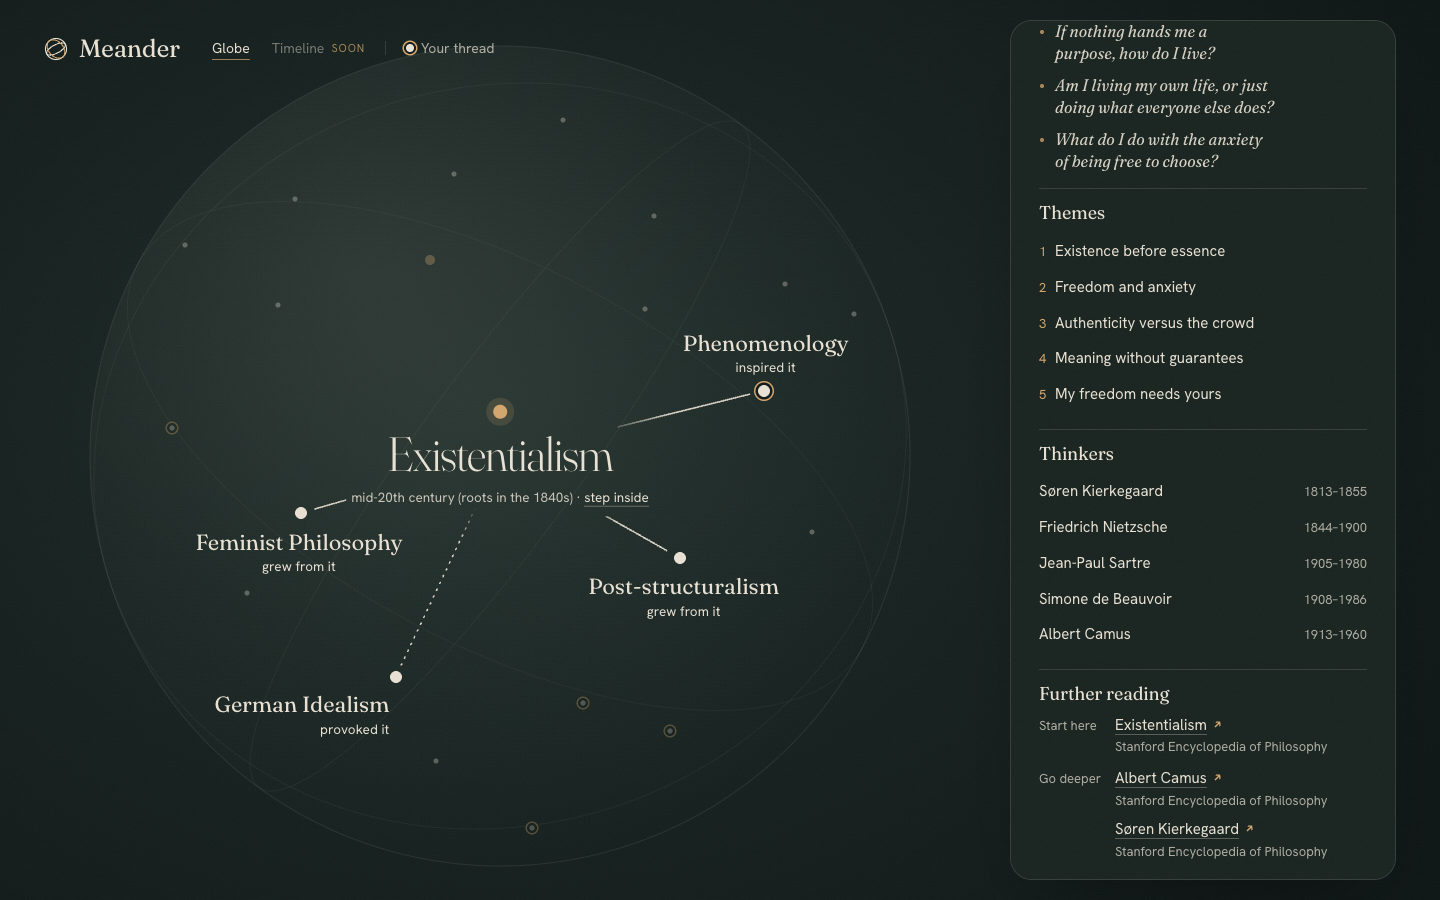 Meander
Globe
Timeline SOON
Your thread
Phenomenology
inspired it
Existentialism
mid-20th century (roots in the 1840s) · step inside
Feminist Philosophy
grew from it
Post-structuralism
grew from it
German Idealism
provoked it
• If nothing hands me a
purpose, how do I live?
• Am I living my own life, or just
doing what everyone else does?
• What do I do with the anxiety
of being free to choose?
Themes
1 Existence before essence
2 Freedom and anxiety
3 Authenticity versus the crowd
4 Meaning without guarantees
5 My freedom needs yours
Thinkers
Søren Kierkegaard 1813–1855
Friedrich Nietzsche 1844–1900
Jean-Paul Sartre 1905–1980
Simone de Beauvoir 1908–1986
Albert Camus 1913–1960
Further reading
Start here Existentialism ↗
Stanford Encyclopedia of Philosophy
Go deeper Albert Camus ↗
Stanford Encyclopedia of Philosophy
Søren Kierkegaard ↗
Stanford Encyclopedia of Philosophy